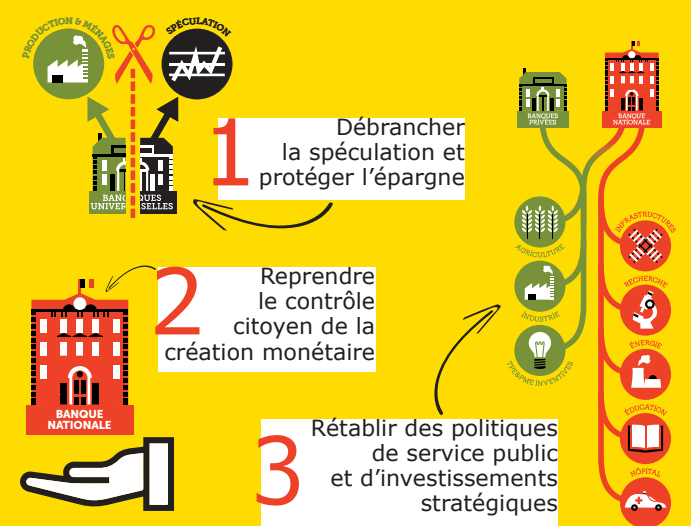 PRODUCTION & MÉNAGES
SPÉCULATION
BANQUES
UNIVERSELLES
1
Débrancher
la spéculation et
protéger l’épargne
2
Reprendre
le contrôle
citoyen de la
création monétaire
BANQUE
NATIONALE
3
Rétablir des politiques
de service public
et d’investissements
stratégiques
BANQUES
PRIVÉES
BANQUE
NATIONALE
AGRICULTURE
INDUSTRIE
TPE&PME INVENTIVES
INFRASTRUCTURES
RECHERCHE
ÉNERGIE
ÉDUCATION
HÔPITAL